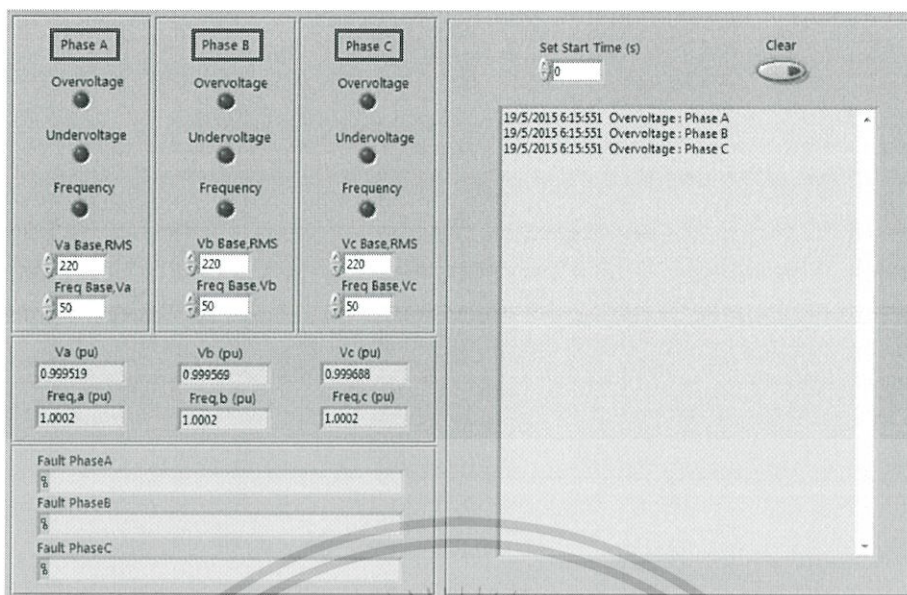 Phase A
Overvoltage
Undervoltage
Frequency
Va Base,RMS
220
Freq Base,Va
50
Phase B
Overvoltage
Undervoltage
Frequency
Vb Base,RMS
220
Freq Base,Vb
50
Phase C
Overvoltage
Undervoltage
Frequency
Vc Base,RMS
220
Freq Base,Vc
50
Va (pu)
0.999519
Freq,a (pu)
1.0002
Vb (pu)
0.999569
Freq,b (pu)
1.0002
Vc (pu)
0.999688
Freq,c (pu)
1.0002
Fault PhaseA
Fault PhaseB
Fault PhaseC
Set Start Time (s)
0
Clear
19/5/2015 6:15:551 Overvoltage : Phase A
19/5/2015 6:15:551 Overvoltage : Phase B
19/5/2015 6:15:551 Overvoltage : Phase C